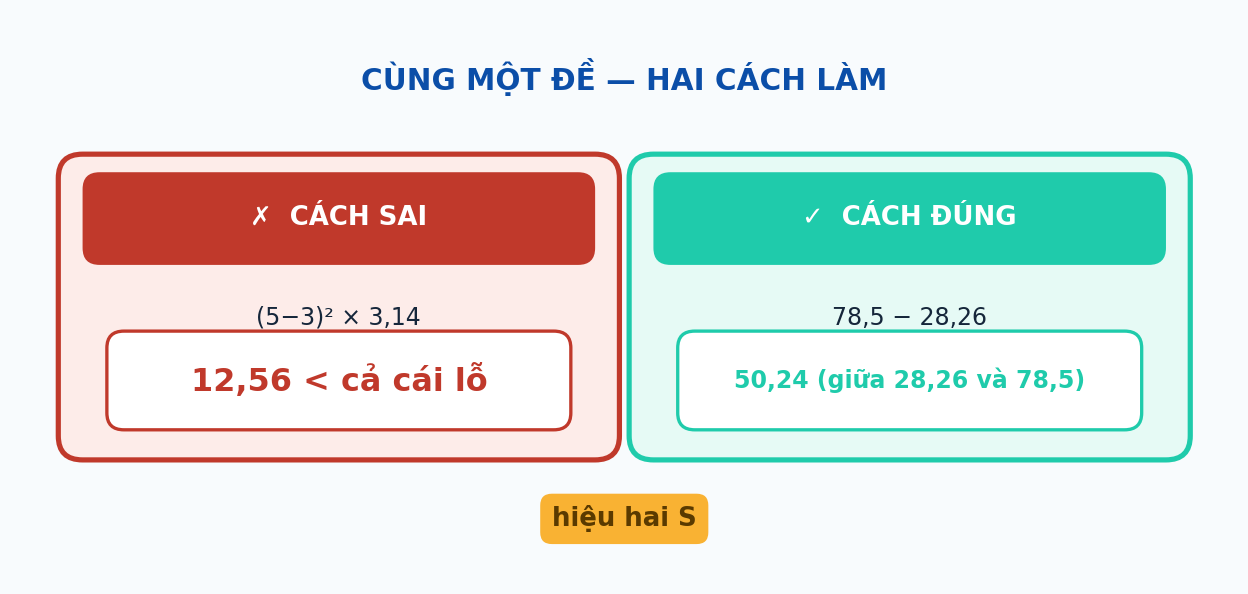 CÙNG MỘT ĐỀ — HAI CÁCH LÀM
✗ CÁCH SAI
(5−3)² × 3,14
12,56 < cả cái lỗ
✓ CÁCH ĐÚNG
78,5 − 28,26
50,24 (giữa 28,26 và 78,5)
hiệu hai S